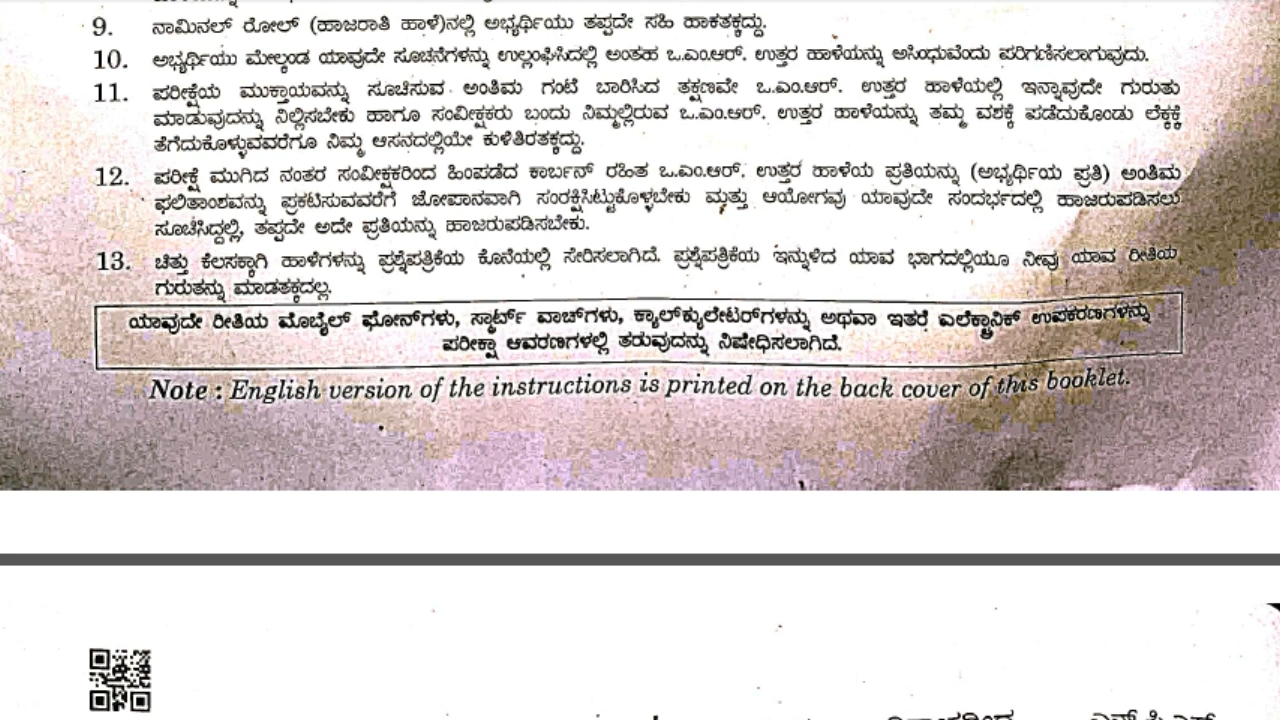 9. ನಾಮಿನಲ್ ರೋಲ್ (ಹಾಜರಾತಿ ಹಾಳೆ)ನಲ್ಲಿ ಅಭ್ಯರ್ಥಿಯು ತಪ್ಪದೇ ಸಹಿ ಹಾಕತಕ್ಕದ್ದು.
10. ಅಭ್ಯರ್ಥಿಯು ಮೇಲ್ಕಂಡ ಯಾವುದೇ ಸೂಚನೆಗಳನ್ನು ಉಲ್ಲಂಘಿಸಿದಲ್ಲಿ ಅಂತಹ ಒ.ಎಂ.ಆರ್. ಉತ್ತರ ಹಾಳೆಯನ್ನು ಅಸಿಂಧುವೆಂದು ಪರಿಗಣಿಸಲಾಗುವುದು.
11. ಪರೀಕ್ಷೆಯ ಮುಕ್ತಾಯವನ್ನು ಸೂಚಿಸುವ ಅಂತಿಮ ಗಂಟೆ ಬಾರಿಸಿದ ತಕ್ಷಣವೇ ಒ.ಎಂ.ಆರ್. ಉತ್ತರ ಹಾಳೆಯಲ್ಲಿ ಇನ್ನಾವುದೇ ಗುರುತು
ಮಾಡುವುದನ್ನು ನಿಲ್ಲಿಸಬೇಕು ಹಾಗೂ ಸಂವೀಕ್ಷಕರು ಬಂದು ನಿಮ್ಮಲ್ಲಿರುವ ಒ.ಎಂ.ಆರ್. ಉತ್ತರ ಹಾಳೆಯನ್ನು ತಮ್ಮ ವಶಕ್ಕೆ ಪಡೆದುಕೊಂಡು ಲೆಕ್ಕಕ್ಕೆ
ತೆಗೆದುಕೊಳ್ಳುವವರೆಗೂ ನಿಮ್ಮ ಆಸನದಲ್ಲಿಯೇ ಕುಳಿತಿರತಕ್ಕದ್ದು.
12. ಪರೀಕ್ಷೆ ಮುಗಿದ ನಂತರ ಸಂವೀಕ್ಷಕರಿಂದ ಹಿಂಪಡೆದ ಕಾರ್ಬನ್ ರಹಿತ ಒ.ಎಂ.ಆರ್. ಉತ್ತರ ಹಾಳೆಯ ಪ್ರತಿಯನ್ನು (ಅಭ್ಯರ್ಥಿಯ ಪ್ರತಿ) ಅಂತಿಮ
ಫಲಿತಾಂಶವನ್ನು ಪ್ರಕಟಿಸುವವರೆಗೆ ಜೋಪಾನವಾಗಿ ಸಂರಕ್ಷಿಸಿಟ್ಟುಕೊಳ್ಳಬೇಕು ಮತ್ತು ಆಯೋಗವು ಯಾವುದೇ ಸಂದರ್ಭದಲ್ಲಿ ಹಾಜರುಪಡಿಸಲು
ಸೂಚಿಸಿದ್ದಲ್ಲಿ, ತಪ್ಪದೇ ಅದೇ ಪ್ರತಿಯನ್ನು ಹಾಜರುಪಡಿಸಬೇಕು.
13. ಚಿತ್ತು ಕೆಲಸಕ್ಕಾಗಿ ಹಾಳೆಗಳನ್ನು ಪ್ರಶ್ನೆಪತ್ರಿಕೆಯ ಕೊನೆಯಲ್ಲಿ ಸೇರಿಸಲಾಗಿದೆ. ಪ್ರಶ್ನೆಪತ್ರಿಕೆಯ ಇನ್ನುಳಿದ ಯಾವ ಭಾಗದಲ್ಲಿಯೂ ನೀವು ಯಾವ ರೀತಿಯ
ಗುರುತನ್ನು ಮಾಡತಕ್ಕದಲ್ಲ.
ಯಾವುದೇ ರೀತಿಯ ಮೊಬೈಲ್ ಫೋನ್‌ಗಳು, ಸ್ಮಾರ್ಟ್ ವಾಚ್‌ಗಳು, ಕ್ಯಾಲ್‌ಕ್ಯುಲೇಟರ್‌ಗಳನ್ನು ಅಥವಾ ಇತರೆ ಎಲೆಕ್ಟ್ರಾನಿಕ್ ಉಪಕರಣಗಳನ್ನು
ಪರೀಕ್ಷಾ ಆವರಣಗಳಲ್ಲಿ ತರುವುದನ್ನು ನಿಷೇಧಿಸಲಾಗಿದೆ.
Note : English version of the instructions is printed on the back cover of this booklet.